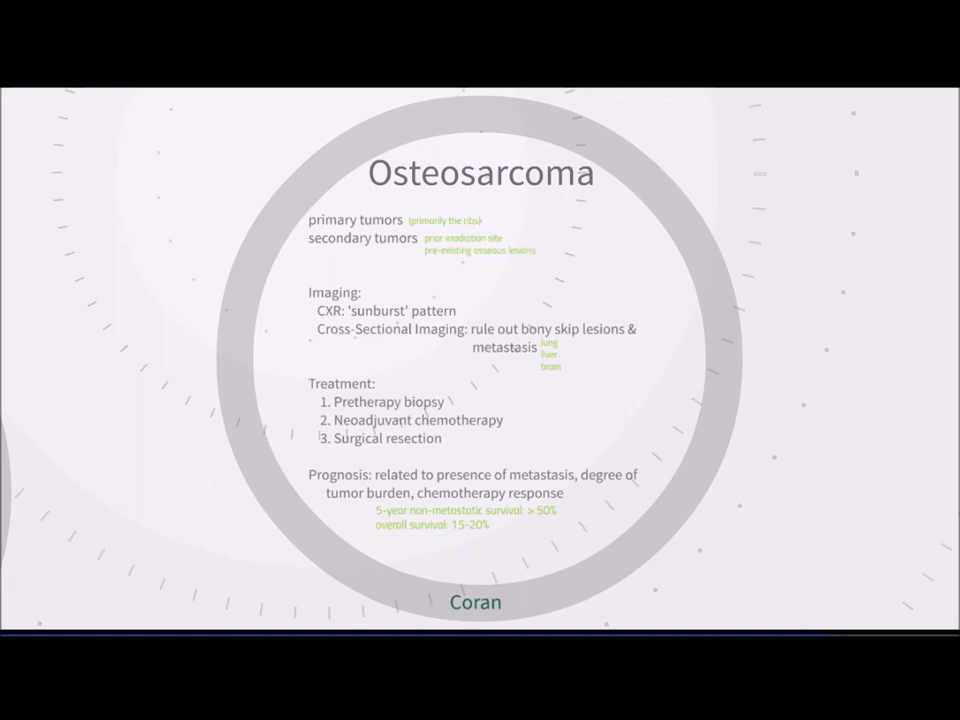 Osteosarcoma
primary tumors (primarily the ribs)
secondary tumors prior irradiation site
pre-existing osseous lesions
Imaging:
CXR: 'sunburst' pattern
Cross-Sectional Imaging: rule out bony skip lesions &
metastasis lung
liver
brain
Treatment:
1. Pretherapy biopsy
2. Neoadjuvant chemotherapy
3. Surgical resection
Prognosis: related to presence of metastasis, degree of
tumor burden, chemotherapy response
5-year non-metastatic survival: > 50%
overall survival: 15-20%
Coran